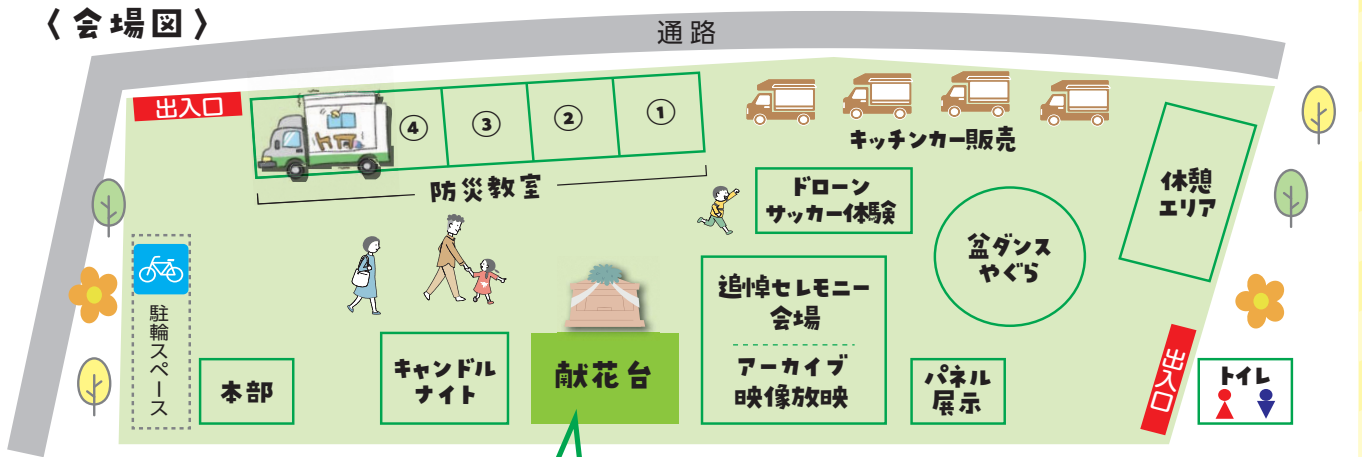 〈会場図〉
通路
出入口
④
③
②
①
防災教室
キッチンカー販売
休憩
エリア
ドローン
サッカー体験
盆ダンス
やぐら
駐輪スペース
追悼セレモニー
会場
アーカイブ
映像放映
本部
キャンドル
ナイト
献花台
パネル
展示
出入口
トイレ